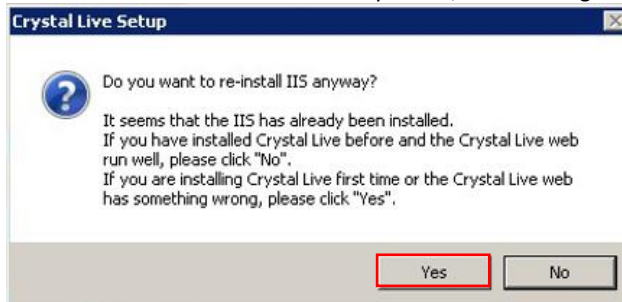 Crystal Live Setup
Do you want to re-install IIS anyway?
It seems that the IIS has already been installed.
If you have installed Crystal Live before and the Crystal Live web
run well, please click "No".
If you are installing Crystal Live first time or the Crystal Live web
has something wrong, please click "Yes".
Yes
No